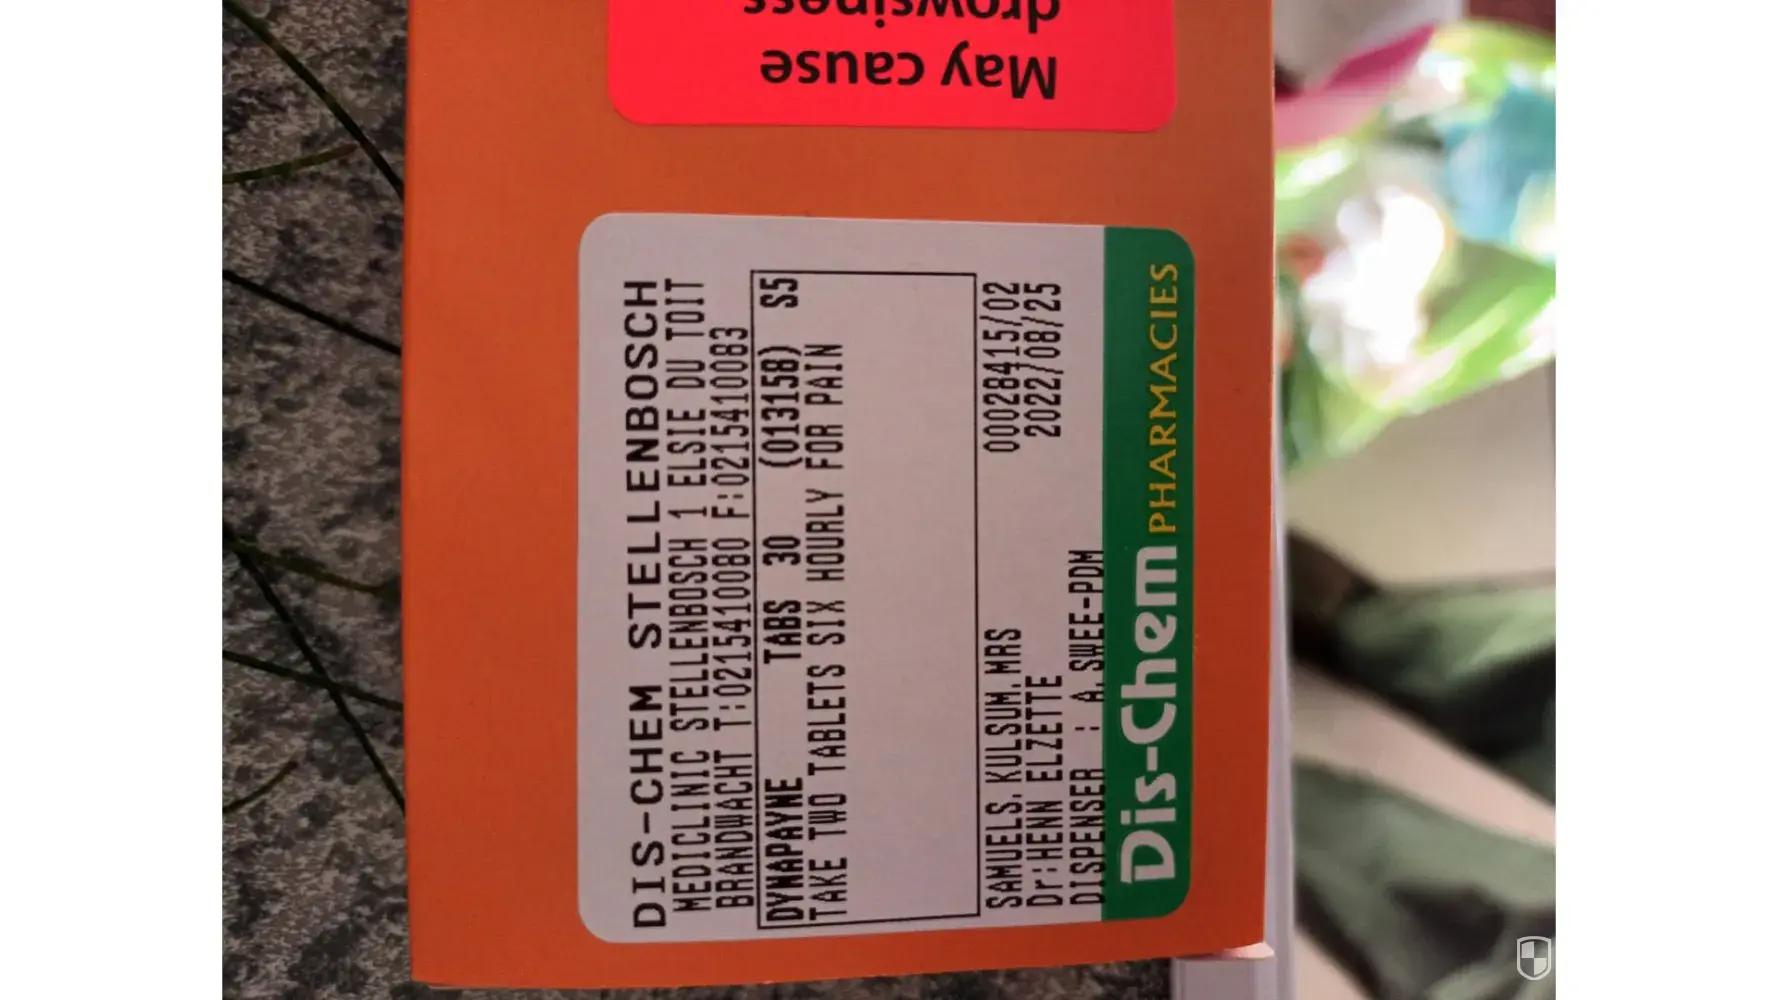 May cause
drowsiness
DIS-CHEM STELLENBOSCH
MEDICLINIC STELLENBOSCH 1 ELSIE DU TOIT
BRANDWACHT T:0215410080 F:0215410083
DYNAPAYNE TABS 30 (013158) S5
TAKE TWO TABLETS SIX HOURLY FOR PAIN
SAMUELS,KULSUM,MRS 000284415/02
Dr:HENN ELZETTE 2022/08/25
DISPENSER : A.SWEE-PDM
Dis-Chem PHARMACIES